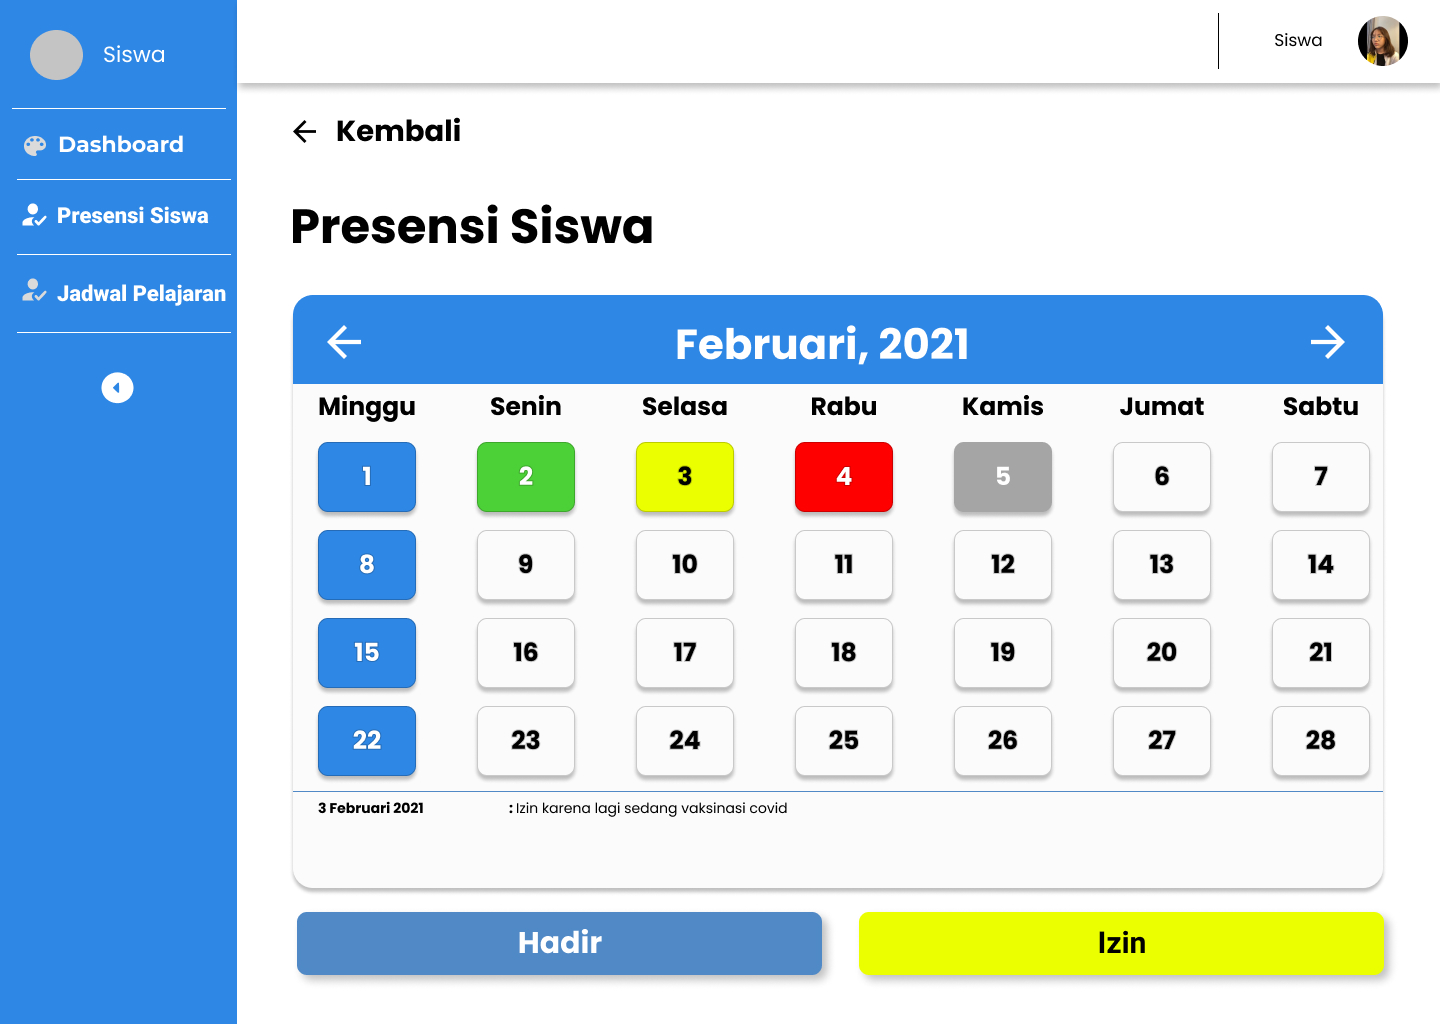 Siswa
Dashboard
Presensi Siswa
Jadwal Pelajaran
Siswa
Kembali
Presensi Siswa
Februari, 2021
Minggu Senin Selasa Rabu Kamis Jumat Sabtu
1 2 3 4 5 6 7
8 9 10 11 12 13 14
15 16 17 18 19 20 21
22 23 24 25 26 27 28
3 Februari 2021 : Izin karena lagi sedang vaksinasi covid
Hadir Izin